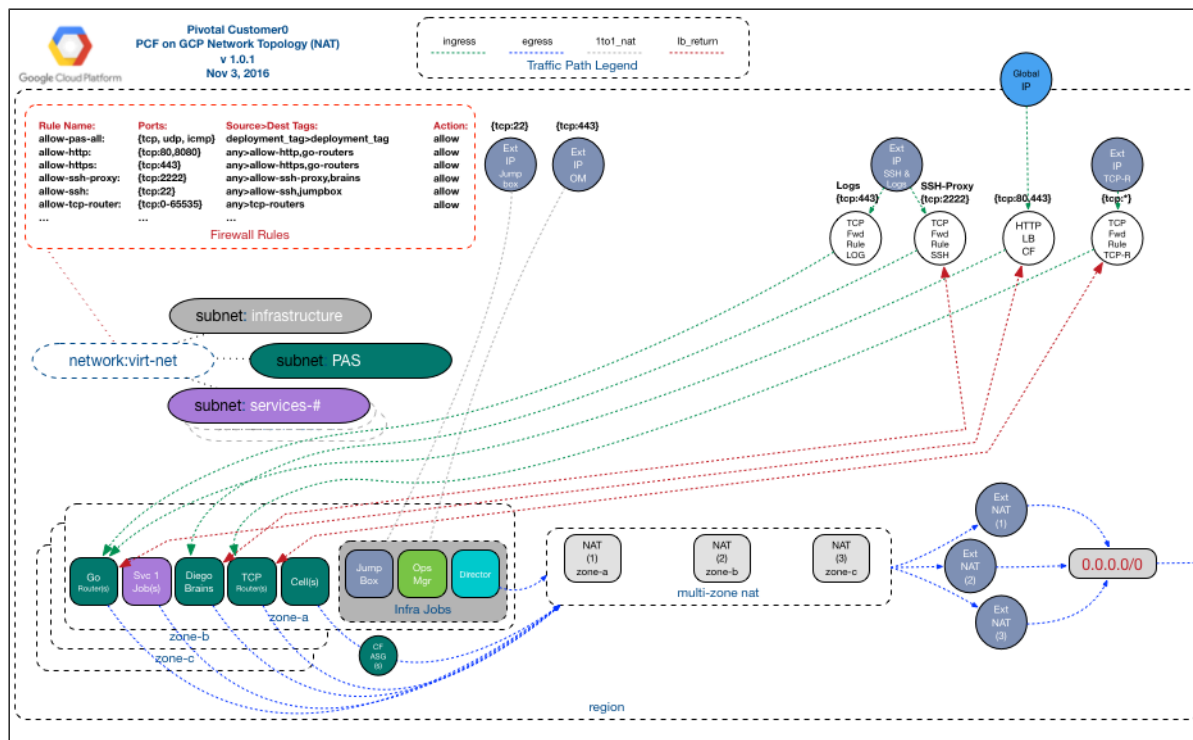 Pivotal Customer0
PCF on GCP Network Topology (NAT)
v 1.0.1
Nov 3, 2016
Google Cloud Platform
ingress egress 1to1_nat lb_return
Traffic Path Legend
Rule Name: Ports: Source>Dest Tags: Action:
allow-pas-all: {tcp, udp, icmp} deployment_tag>deployment_tag allow
allow-http: {tcp:80,8080} any>allow-http,go-routers allow
allow-https: {tcp:443} any>allow-https,go-routers allow
allow-ssh-proxy: {tcp:2222} any>allow-ssh-proxy,brains allow
allow-ssh: {tcp:22} any>allow-ssh,jumpbox allow
allow-tcp-router: {tcp:0-65535} any>tcp-routers allow
... ... ...
Firewall Rules
{tcp:22}
Ext
IP
Jump
box
{tcp:443}
Ext
IP
OM
Global
IP
Ext
IP
SSH &
Logs
Ext
IP
TCP-R
Logs
{tcp:443}
SSH-Proxy
{tcp:2222}
{tcp:80,443}
{tcp:*}
TCP
Fwd
Rule
LOG
TCP
Fwd
Rule
SSH
HTTP
LB
CF
TCP
Fwd
Rule
TCP-R
subnet: infrastructure
network:virt-net
subnet: PAS
subnet: services-#
Go
Router(s)
Svc 1
Job(s)
Diego
Brains
TCP
Router(s)
Cell(s)
Jump
Box
Ops
Mgr
Director
Infra Jobs
zone-a
zone-b
zone-c
CF
ASG
(s)
NAT
(1)
zone-a
NAT
(2)
zone-b
NAT
(3)
zone-c
multi-zone nat
Ext
NAT
(1)
Ext
NAT
(2)
Ext
NAT
(3)
0.0.0.0/0
region